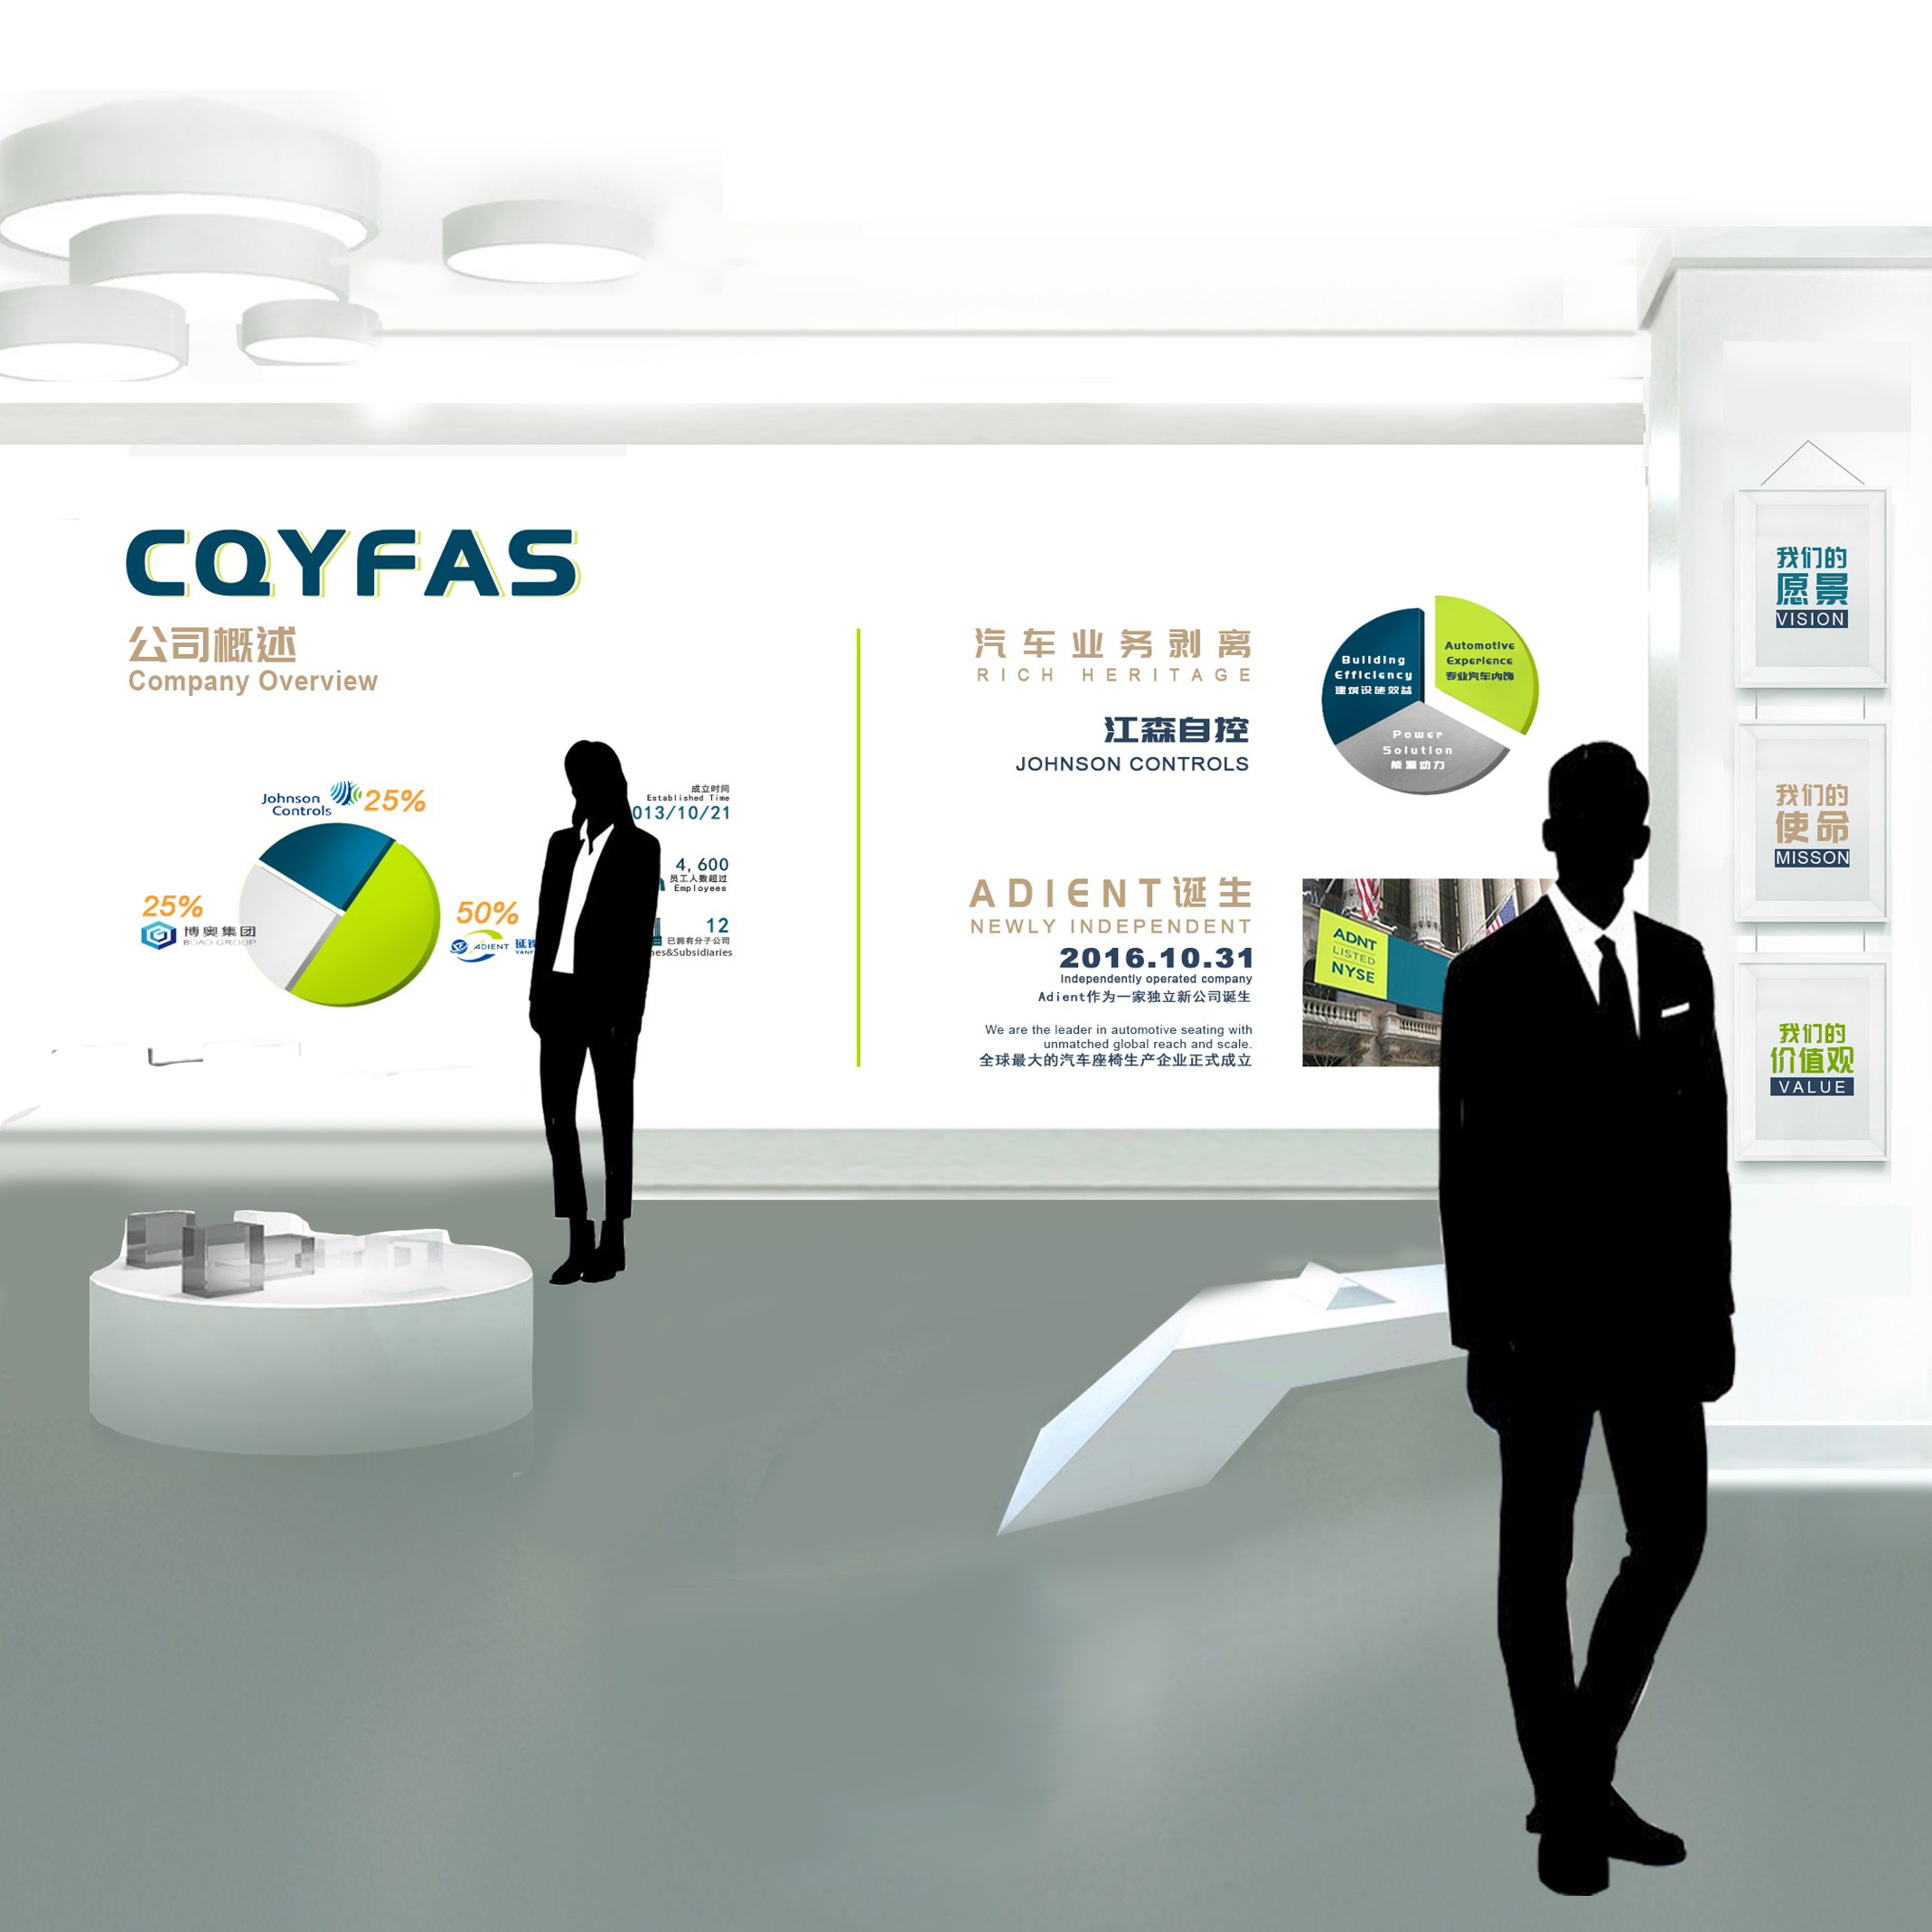 CQYFAS
公司概述
Company Overview
Johnson
Controls
25%
25%
博奥集团
BOAO GROUP
50%
ADIENT
成立时间
Established Time
013/10/21
4,600
员工人数超过
Employees
12
已拥有分子公司
&Subsidiaries
汽车业务剥离
RICH HERITAGE
江森自控
JOHNSON CONTROLS
Building
Efficiency
建筑设施效益
Automotive
Experience
专业汽车内饰
Power
Solution
能源动力
ADIENT诞生
NEWLY INDEPENDENT
2016.10.31
Independently operated company
Adient作为一家独立新公司诞生
We are the leader in automotive seating with
unmatched global reach and scale.
全球最大的汽车座椅生产企业正式成立
ADNT
LISTED
NYSE
我们的
愿景
VISION
我们的
使命
MISSON
我们的
价值观
VALUE